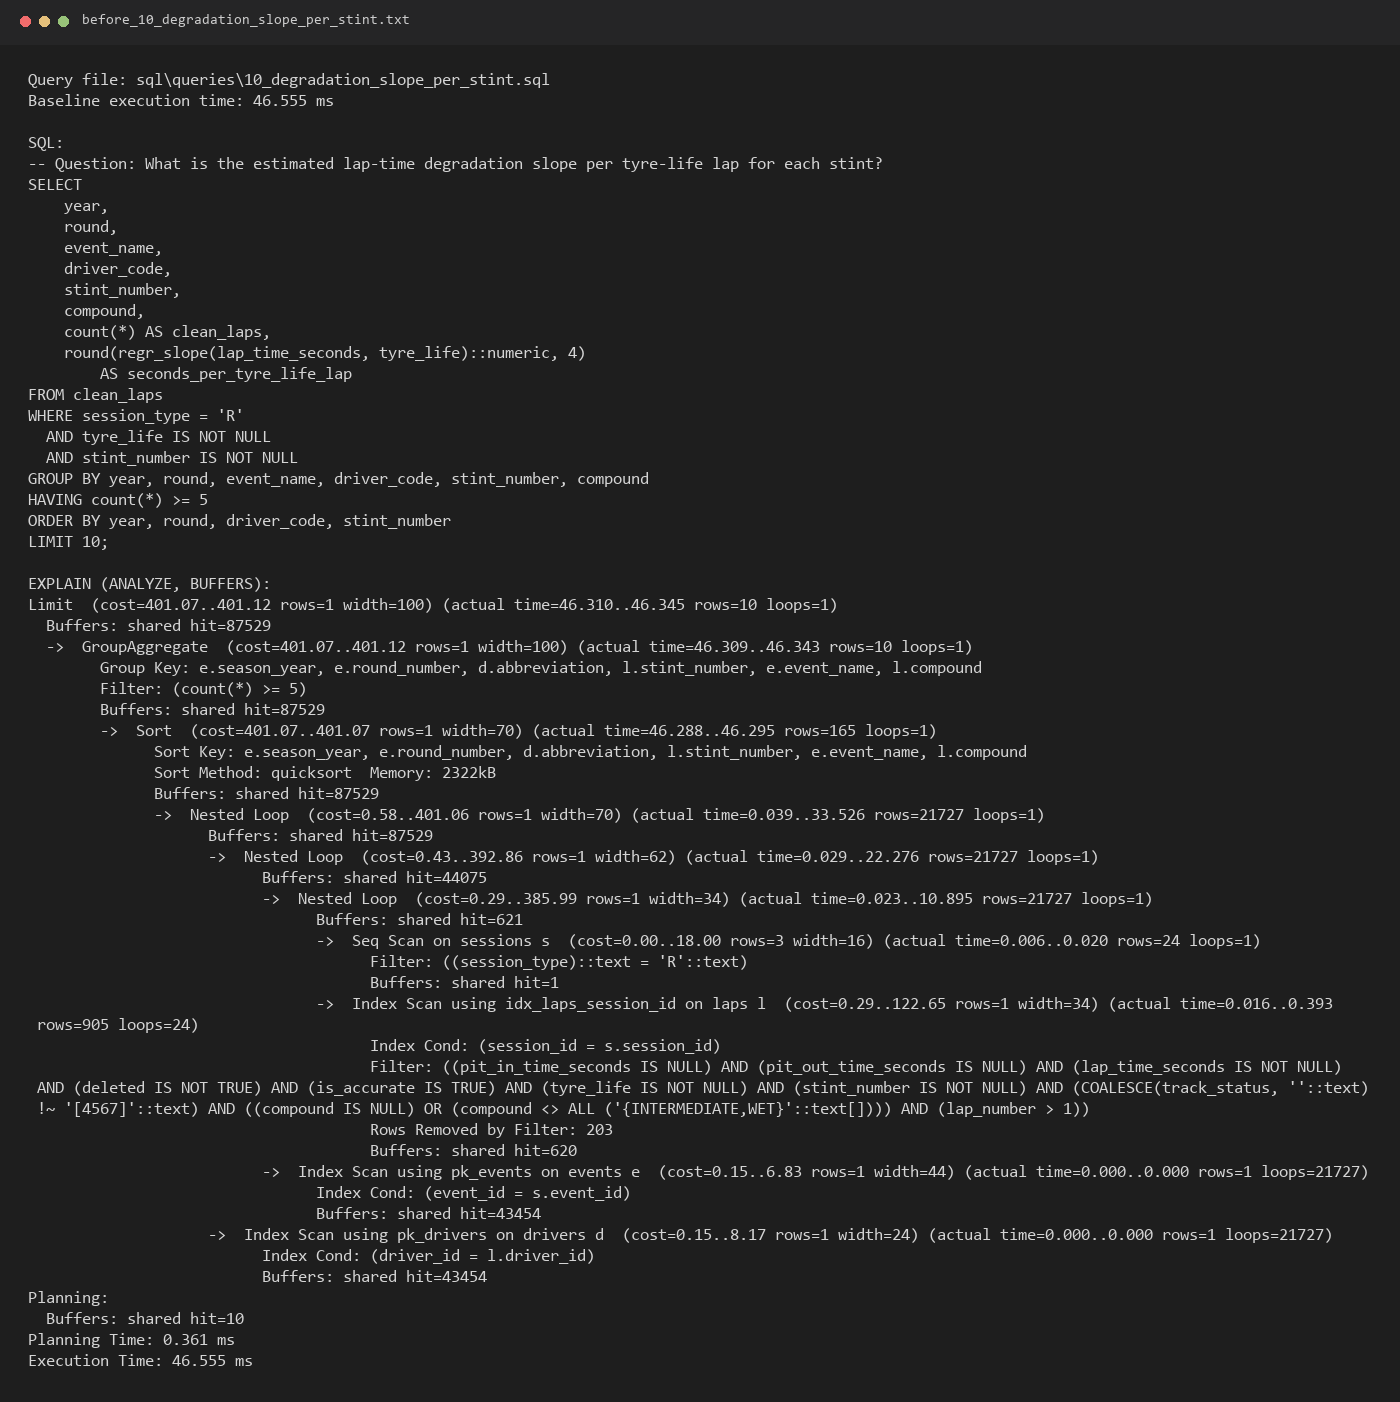 before_10_degradation_slope_per_stint.txt
Query file: sql\queries\10_degradation_slope_per_stint.sql
Baseline execution time: 46.555 ms
SQL:
-- Question: What is the estimated lap-time degradation slope per tyre-life lap for each stint?
SELECT
    year,
    round,
    event_name,
    driver_code,
    stint_number,
    compound,
    count(*) AS clean_laps,
    round(regr_slope(lap_time_seconds, tyre_life)::numeric, 4)
        AS seconds_per_tyre_life_lap
FROM clean_laps
WHERE session_type = 'R'
  AND tyre_life IS NOT NULL
  AND stint_number IS NOT NULL
GROUP BY year, round, event_name, driver_code, stint_number, compound
HAVING count(*) >= 5
ORDER BY year, round, driver_code, stint_number
LIMIT 10;
EXPLAIN (ANALYZE, BUFFERS):
Limit  (cost=401.07..401.12 rows=1 width=100) (actual time=46.310..46.345 rows=10 loops=1)
  Buffers: shared hit=87529
  ->  GroupAggregate  (cost=401.07..401.12 rows=1 width=100) (actual time=46.309..46.343 rows=10 loops=1)
        Group Key: e.season_year, e.round_number, d.abbreviation, l.stint_number, e.event_name, l.compound
        Filter: (count(*) >= 5)
        Buffers: shared hit=87529
        ->  Sort  (cost=401.07..401.07 rows=1 width=70) (actual time=46.288..46.295 rows=165 loops=1)
              Sort Key: e.season_year, e.round_number, d.abbreviation, l.stint_number, e.event_name, l.compound
              Sort Method: quicksort  Memory: 2322kB
              Buffers: shared hit=87529
              ->  Nested Loop  (cost=0.58..401.06 rows=1 width=70) (actual time=0.039..33.526 rows=21727 loops=1)
                    Buffers: shared hit=87529
                    ->  Nested Loop  (cost=0.43..392.86 rows=1 width=62) (actual time=0.029..22.276 rows=21727 loops=1)
                          Buffers: shared hit=44075
                          ->  Nested Loop  (cost=0.29..385.99 rows=1 width=34) (actual time=0.023..10.895 rows=21727 loops=1)
                                Buffers: shared hit=621
                                ->  Seq Scan on sessions s  (cost=0.00..18.00 rows=3 width=16) (actual time=0.006..0.020 rows=24 loops=1)
                                      Filter: ((session_type)::text = 'R'::text)
                                      Buffers: shared hit=1
                                ->  Index Scan using idx_laps_session_id on laps l  (cost=0.29..122.65 rows=1 width=34) (actual time=0.016..0.393
 rows=905 loops=24)
                                      Index Cond: (session_id = s.session_id)
                                      Filter: ((pit_in_time_seconds IS NULL) AND (pit_out_time_seconds IS NULL) AND (lap_time_seconds IS NOT NULL)
 AND (deleted IS NOT TRUE) AND (is_accurate IS TRUE) AND (tyre_life IS NOT NULL) AND (stint_number IS NOT NULL) AND (COALESCE(track_status, ''::text)
 !~ '[4567]'::text) AND ((compound IS NULL) OR (compound <> ALL ('{INTERMEDIATE,WET}'::text[]))) AND (lap_number > 1))
                                      Rows Removed by Filter: 203
                                      Buffers: shared hit=620
                          ->  Index Scan using pk_events on events e  (cost=0.15..6.83 rows=1 width=44) (actual time=0.000..0.000 rows=1 loops=21727)
                                Index Cond: (event_id = s.event_id)
                                Buffers: shared hit=43454
                    ->  Index Scan using pk_drivers on drivers d  (cost=0.15..8.17 rows=1 width=24) (actual time=0.000..0.000 rows=1 loops=21727)
                          Index Cond: (driver_id = l.driver_id)
                          Buffers: shared hit=43454
Planning:
  Buffers: shared hit=10
Planning Time: 0.361 ms
Execution Time: 46.555 ms